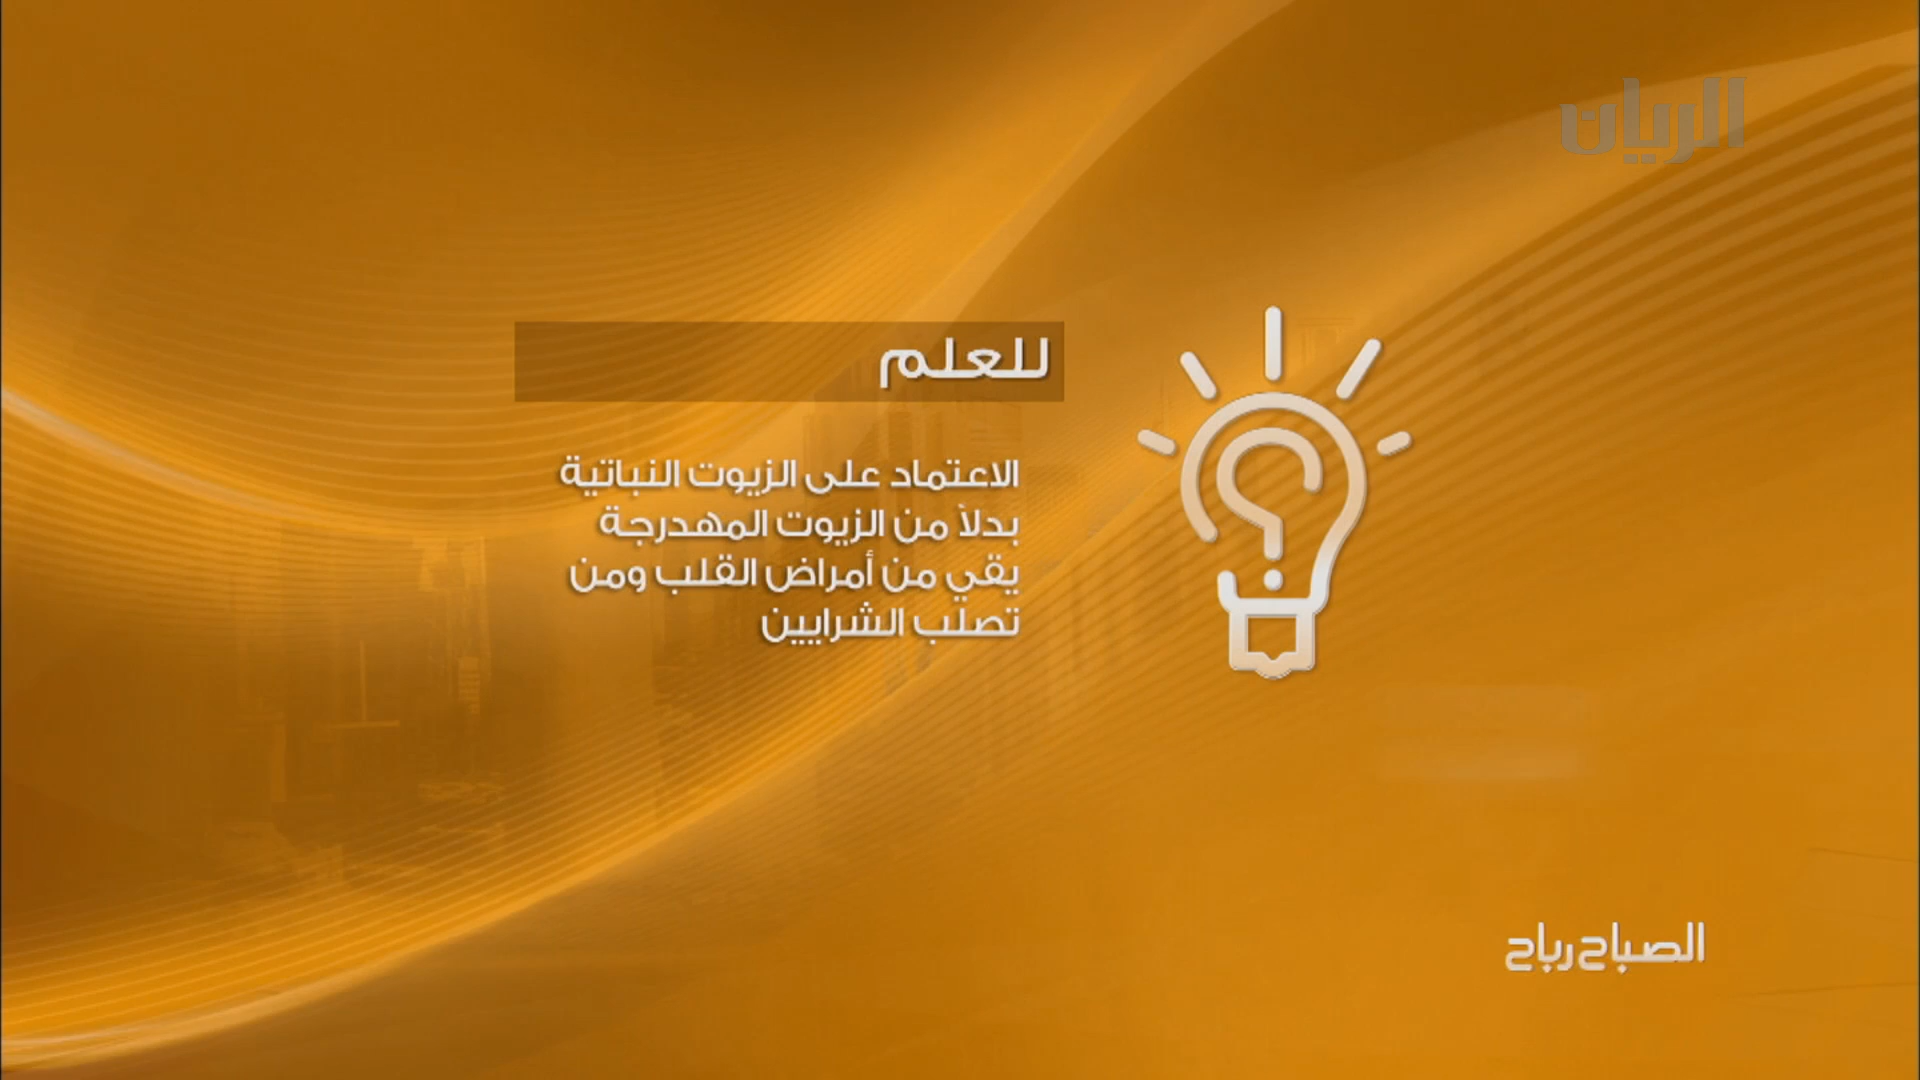 الريان
للعلم
الاعتماد على الزيوت النباتية
بدلاً من الزيوت المهدرجة
يقي من أمراض القلب ومن
تصلب الشرايين
الصباح رباح